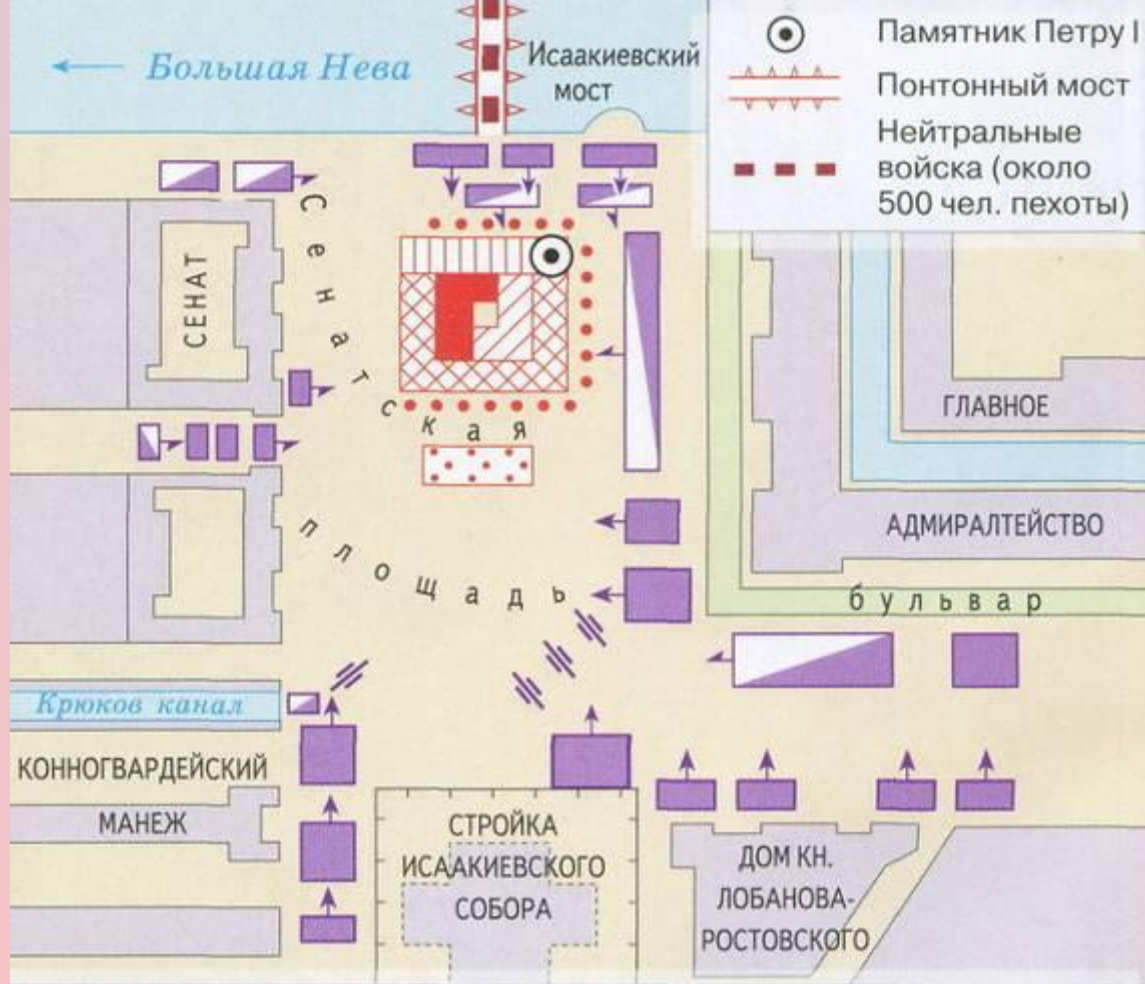 Большая Нева
Исаакиевский
мост
Памятник Петру I
Понтонный мост
Нейтральные
войска (около
500 чел. пехоты)
СЕНАТ
Сенатская
площадь
ГЛАВНОЕ
АДМИРАЛТЕЙСТВО
бульвар
Крюков канал
КОННОГВАРДЕЙСКИЙ
МАНЕЖ
СТРОЙКА
ИСААКИЕВСКОГО
СОБОРА
ДОМ КН.
ЛОБАНОВА-
РОСТОВСКОГО